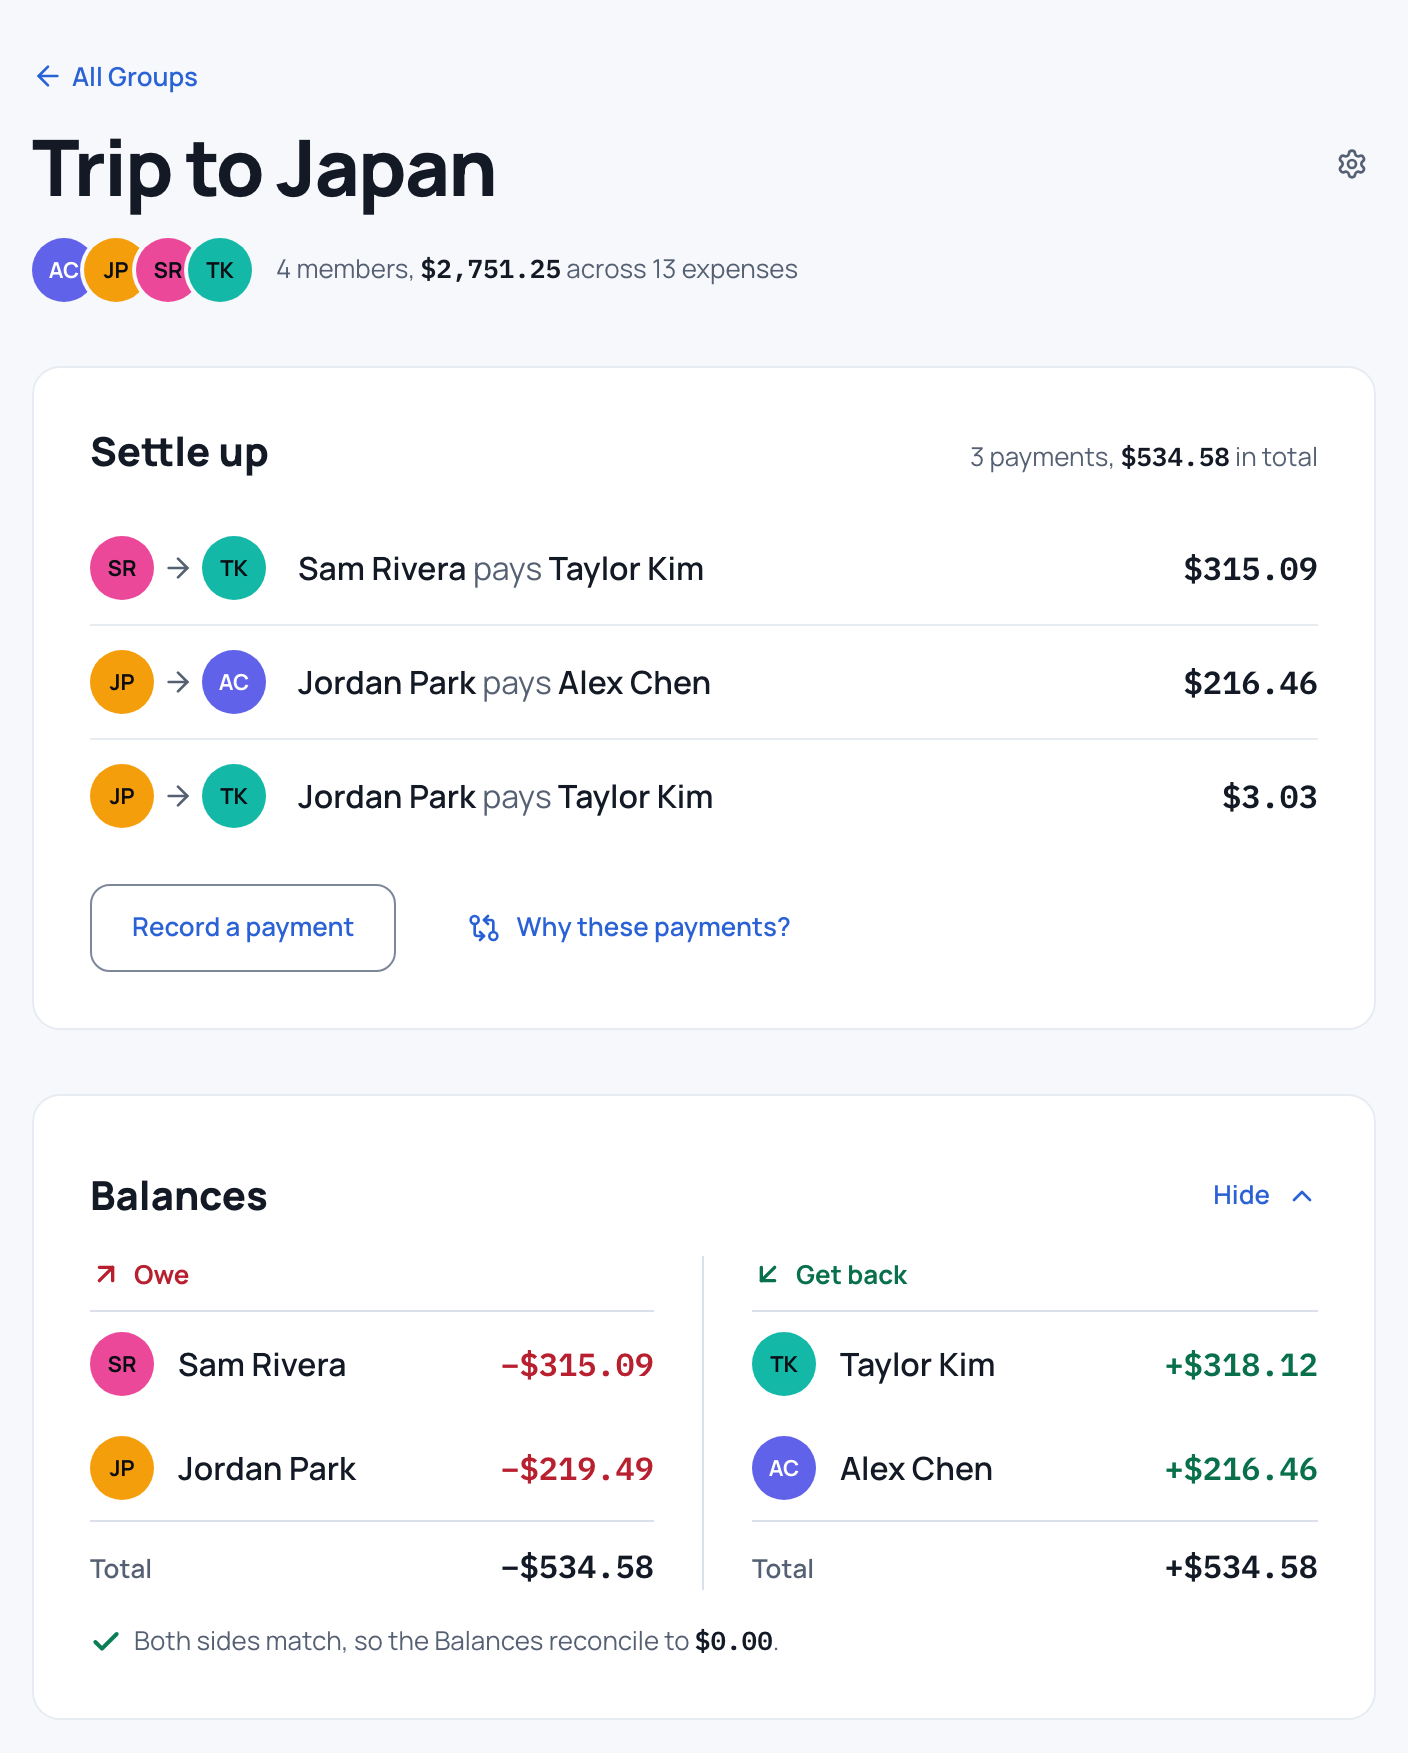 All Groups
Trip to Japan
AC JP SR TK 4 members, $2,751.25 across 13 expenses
Settle up 3 payments, $534.58 in total
SR TK Sam Rivera pays Taylor Kim $315.09
JP AC Jordan Park pays Alex Chen $216.46
JP TK Jordan Park pays Taylor Kim $3.03
Record a payment Why these payments?
Balances Hide
Owe
SR Sam Rivera −$315.09
JP Jordan Park −$219.49
Total −$534.58
Get back
TK Taylor Kim +$318.12
AC Alex Chen +$216.46
Total +$534.58
Both sides match, so the Balances reconcile to $0.00.